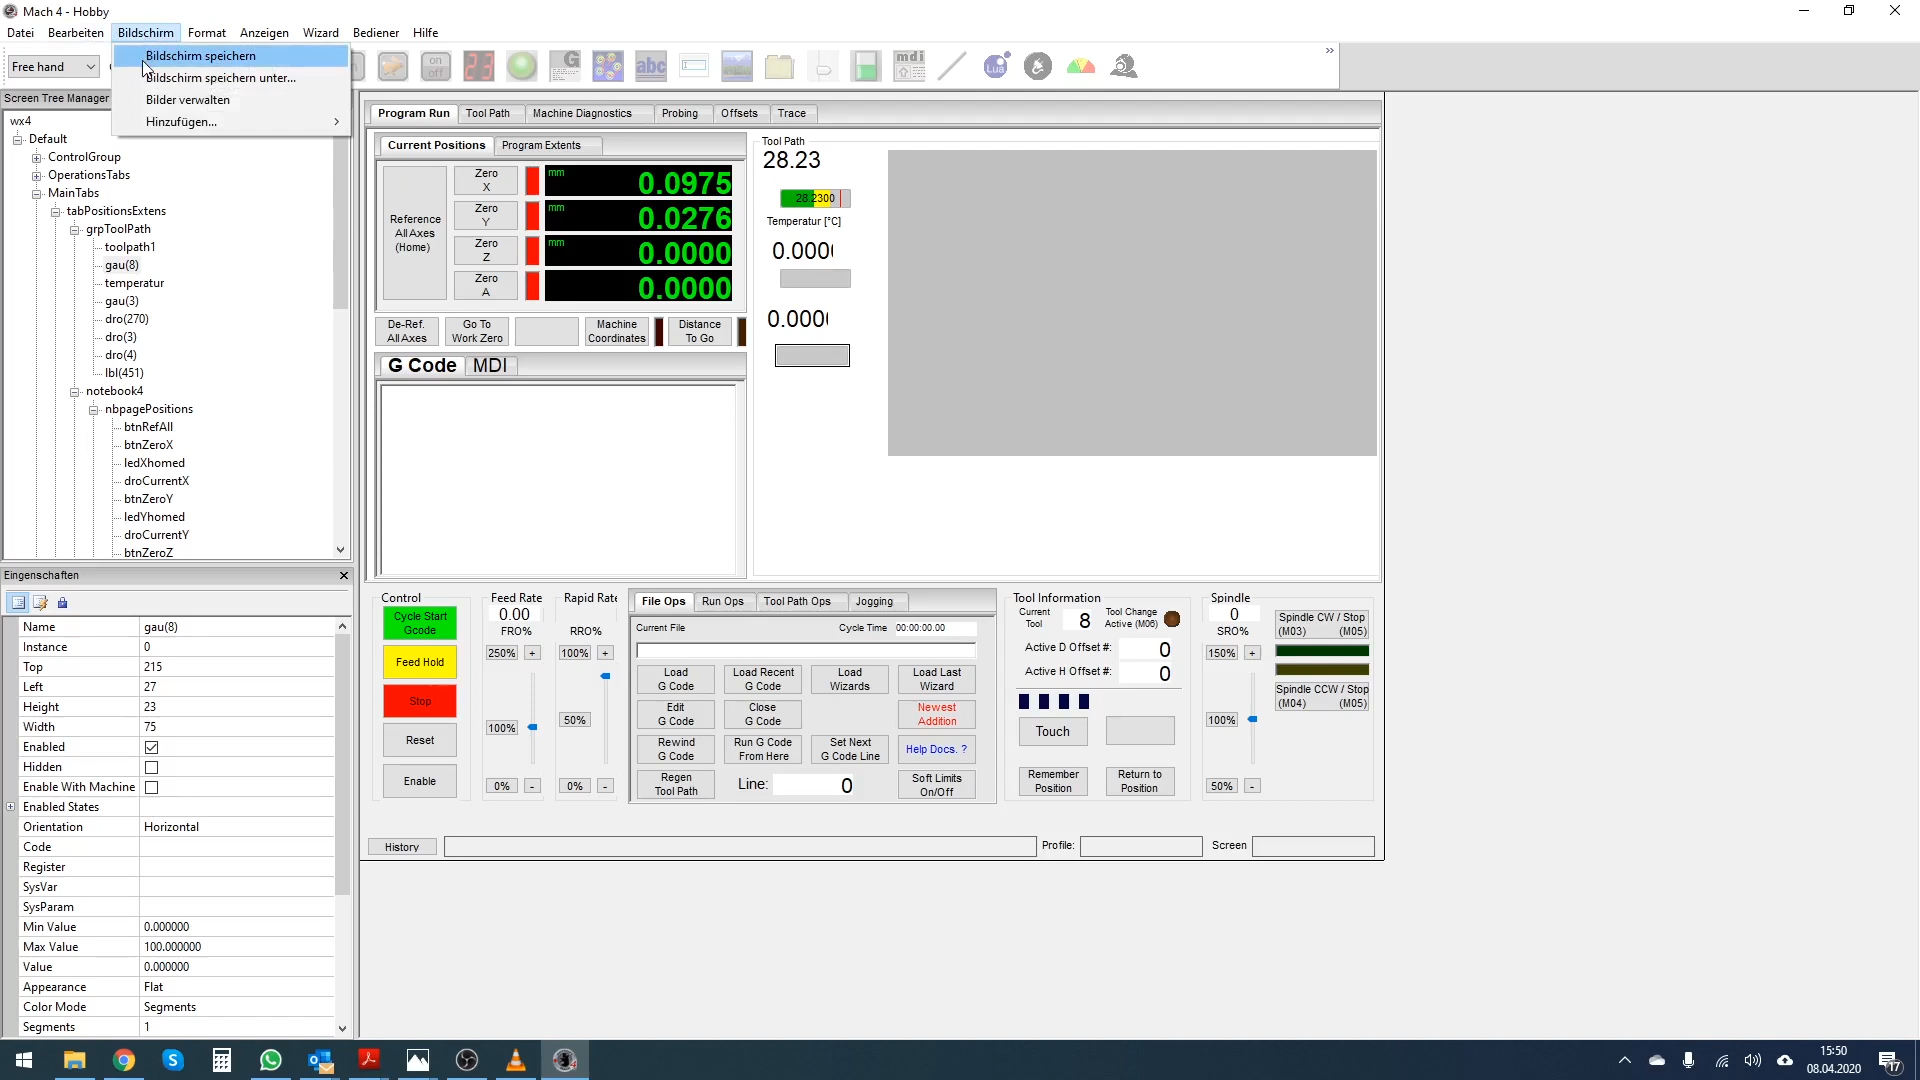 Mach 4 - Hobby
Datei Bearbeiten Bildschirm Format Anzeigen Wizard Bediener Hilfe
Free hand
Bildschirm speichern
Bildschirm speichern unter...
Bilder verwalten
Hinzufügen...
on off
23
abc
mdi
Lua
Screen Tree Manager
wx4
Default
ControlGroup
OperationsTabs
MainTabs
tabPositionsExtens
grpToolPath
toolpath1
gau(8)
temperatur
gau(3)
dro(270)
dro(3)
dro(4)
lbl(451)
notebook4
nbpagePositions
btnRefAll
btnZeroX
ledXhomed
droCurrentX
btnZeroY
ledYhomed
droCurrentY
btnZeroZ
Eigenschaften
Name gau(8)
Instance 0
Top 215
Left 27
Height 23
Width 75
Enabled
Hidden
Enable With Machine
Enabled States
Orientation Horizontal
Code
Register
SysVar
SysParam
Min Value 0.000000
Max Value 100.000000
Value 0.000000
Appearance Flat
Color Mode Segments
Segments 1
Program Run Tool Path Machine Diagnostics Probing Offsets Trace
Current Positions Program Extents
Reference All Axes (Home)
Zero X mm 0.0975
Zero Y mm 0.0276
Zero Z mm 0.0000
Zero A 0.0000
De-Ref. All Axes
Go To Work Zero
Machine Coordinates
Distance To Go
G Code MDI
Tool Path
28.23
28.2300
Temperatur [°C]
0.0000
0.0000
Control
Cycle Start Gcode
Feed Hold
Stop
Reset
Enable
Feed Rate
0.00
FRO%
250% +
100%
0% -
Rapid Rate
RRO%
100% +
50%
0% -
File Ops Run Ops Tool Path Ops Jogging
Current File Cycle Time 00:00:00.00
Load G Code
Load Recent G Code
Load Wizards
Load Last Wizard
Edit G Code
Close G Code
Newest Addition
Rewind G Code
Run G Code From Here
Set Next G Code Line
Help Docs. ?
Regen Tool Path
Line: 0
Soft Limits On/Off
Tool Information
Current Tool 8
Tool Change Active (M06)
Active D Offset #: 0
Active H Offset #: 0
Touch
Remember Position
Return to Position
Spindle
0
SRO%
150% +
100%
50% -
Spindle CW / Stop (M03) (M05)
Spindle CCW / Stop (M04) (M05)
History
Profile:
Screen
15:50
08.04.2020
17